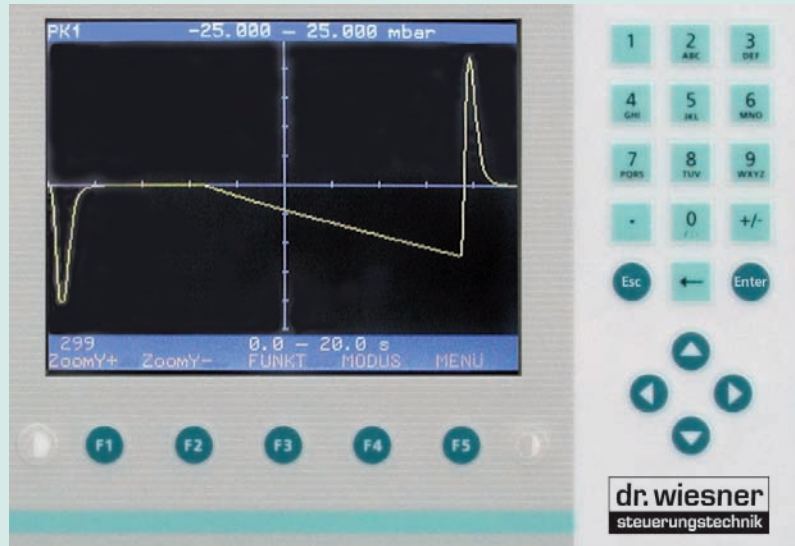 PK1 -25.000 – 25.000 mbar
299 0.0 – 20.0 s
ZoomY+ ZoomY- FUNKT MODUS MENÜ
F1 F2 F3 F4 F5
1 2 3
ABC DEF
4 5 6
GHI JKL MNO
7 8 9
PQRS TUV WXYZ
. 0 +/-
Esc ← Enter
dr. wiesner
steuerungstechnik